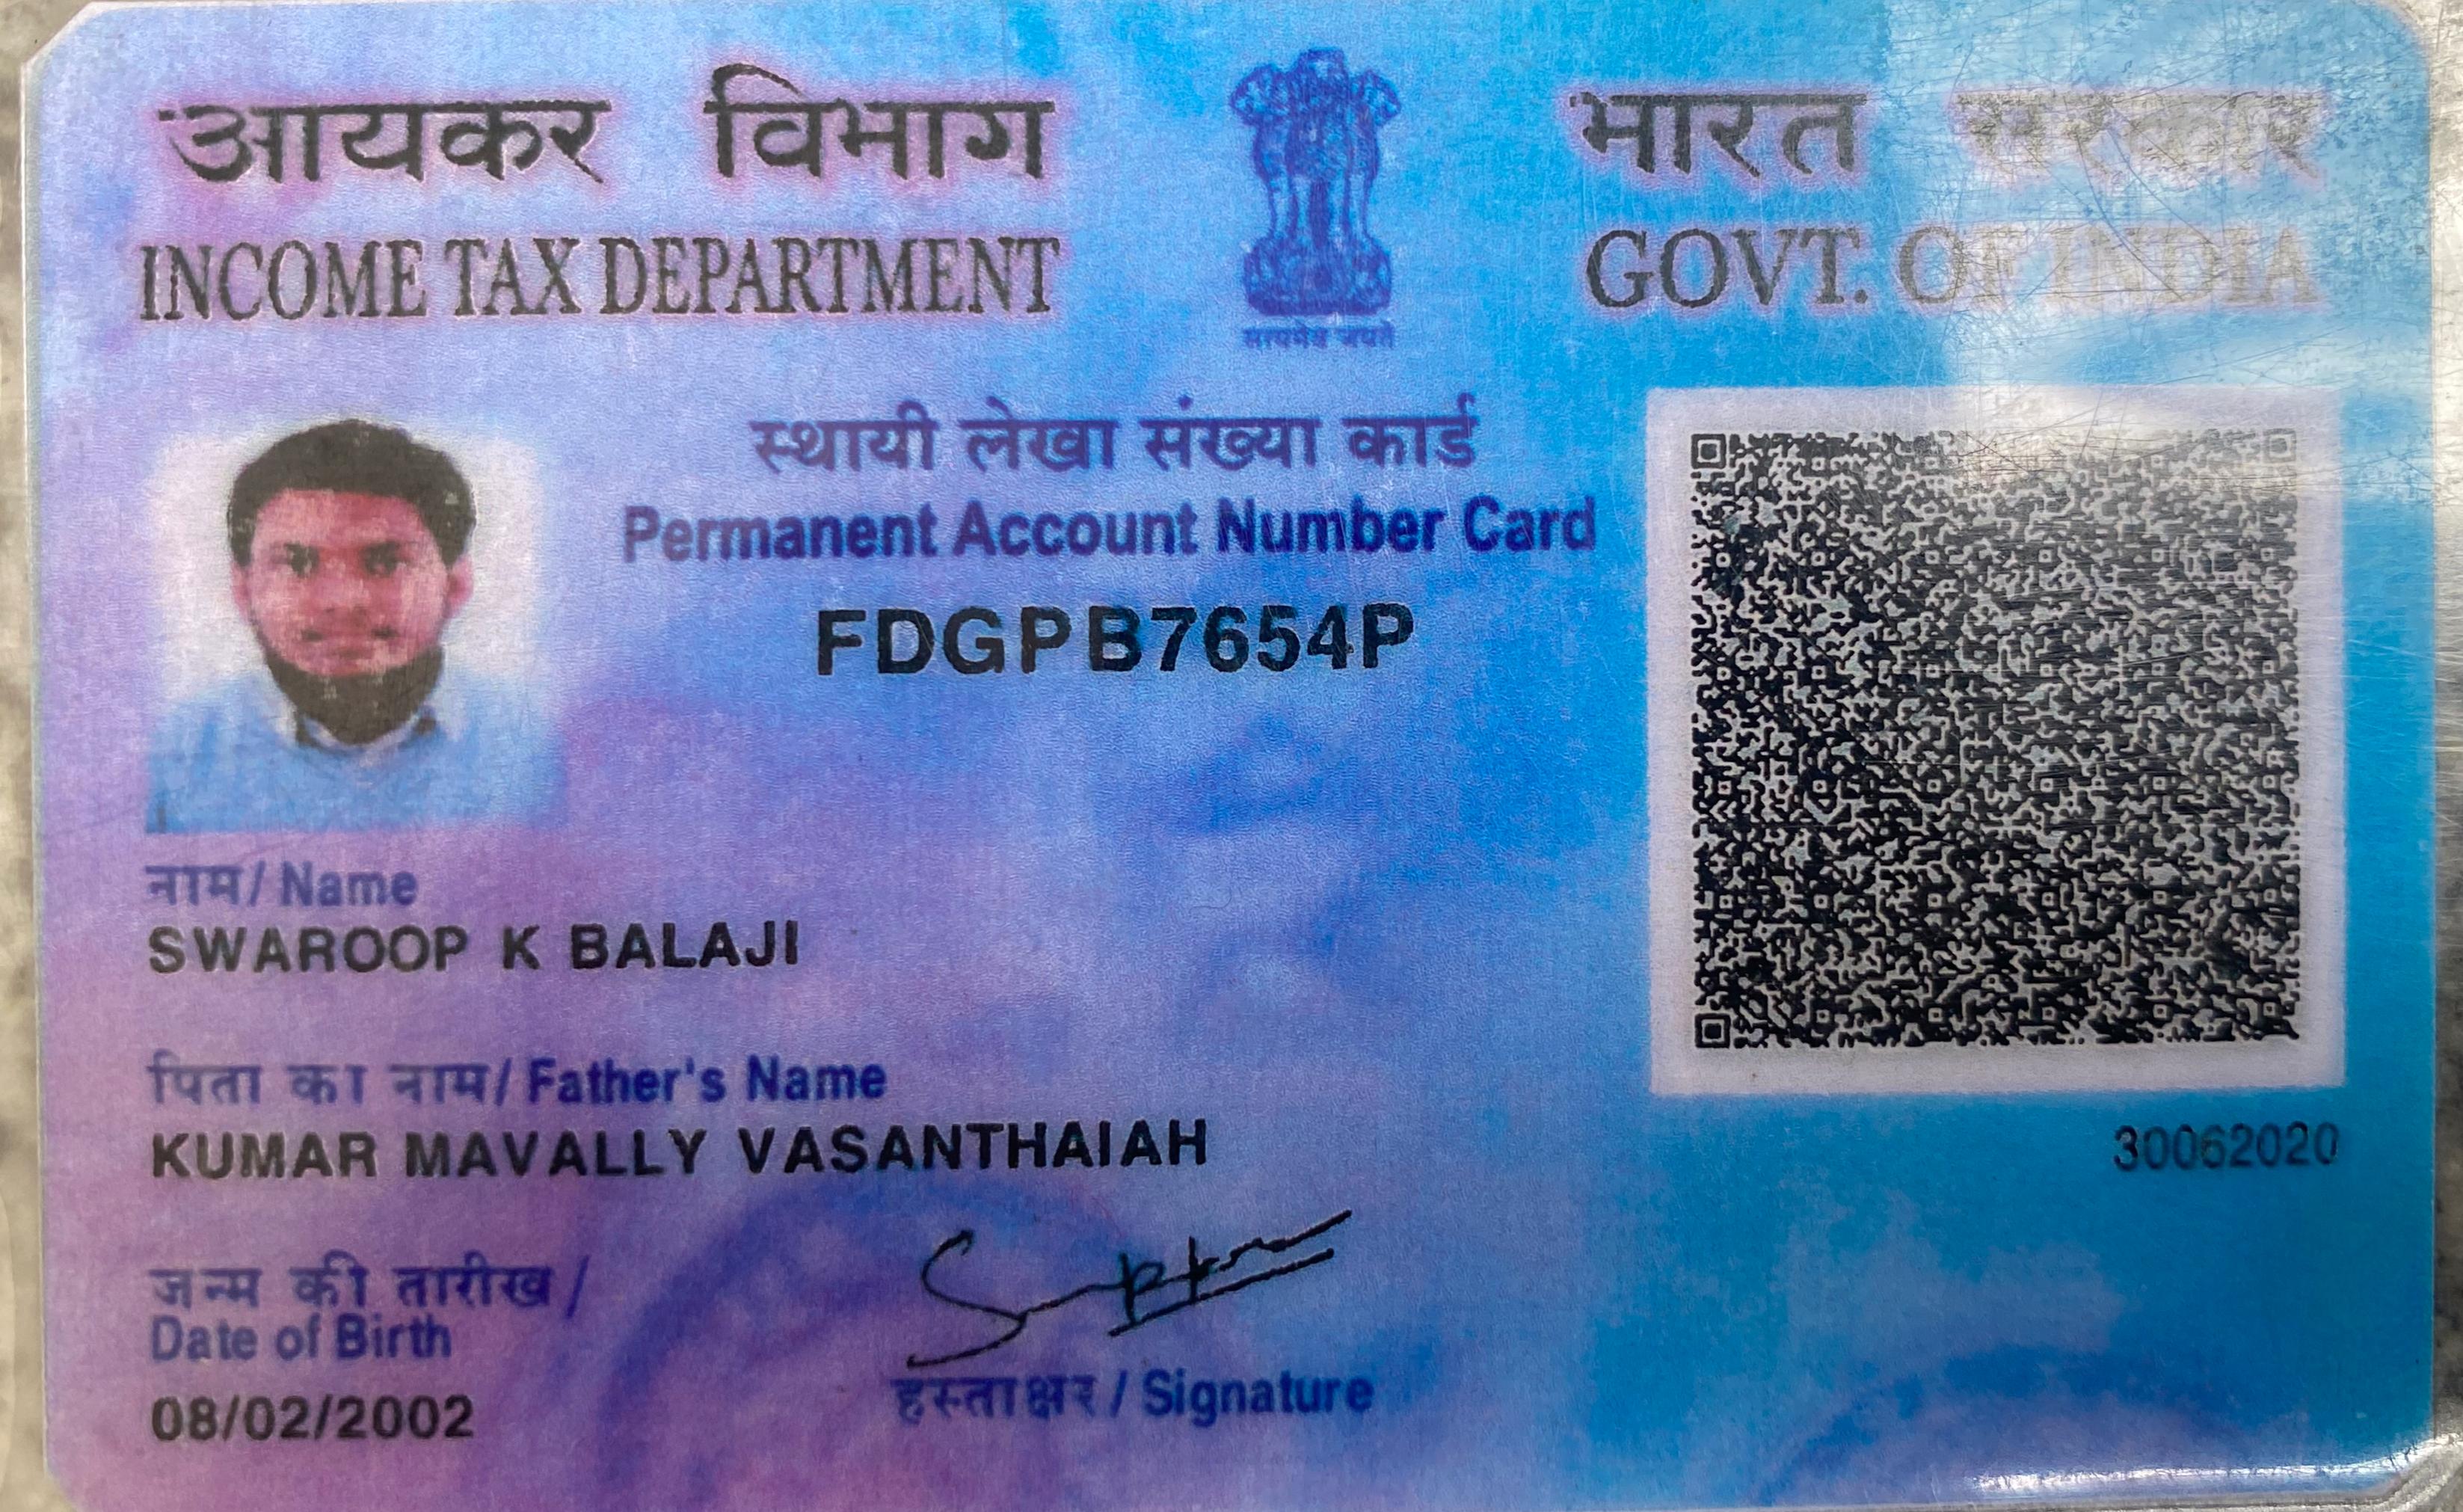 आयकर विभाग
INCOME TAX DEPARTMENT
सत्यमेव जयते
भारत सरकार
GOVT. OF INDIA
स्थायी लेखा संख्या कार्ड
Permanent Account Number Card
FDGPB7654P
नाम/ Name
SWAROOP K BALAJI
पिता का नाम/ Father's Name
KUMAR MAVALLY VASANTHAIAH
30062020
जन्म की तारीख /
Date of Birth
08/02/2002
हस्ताक्षर / Signature